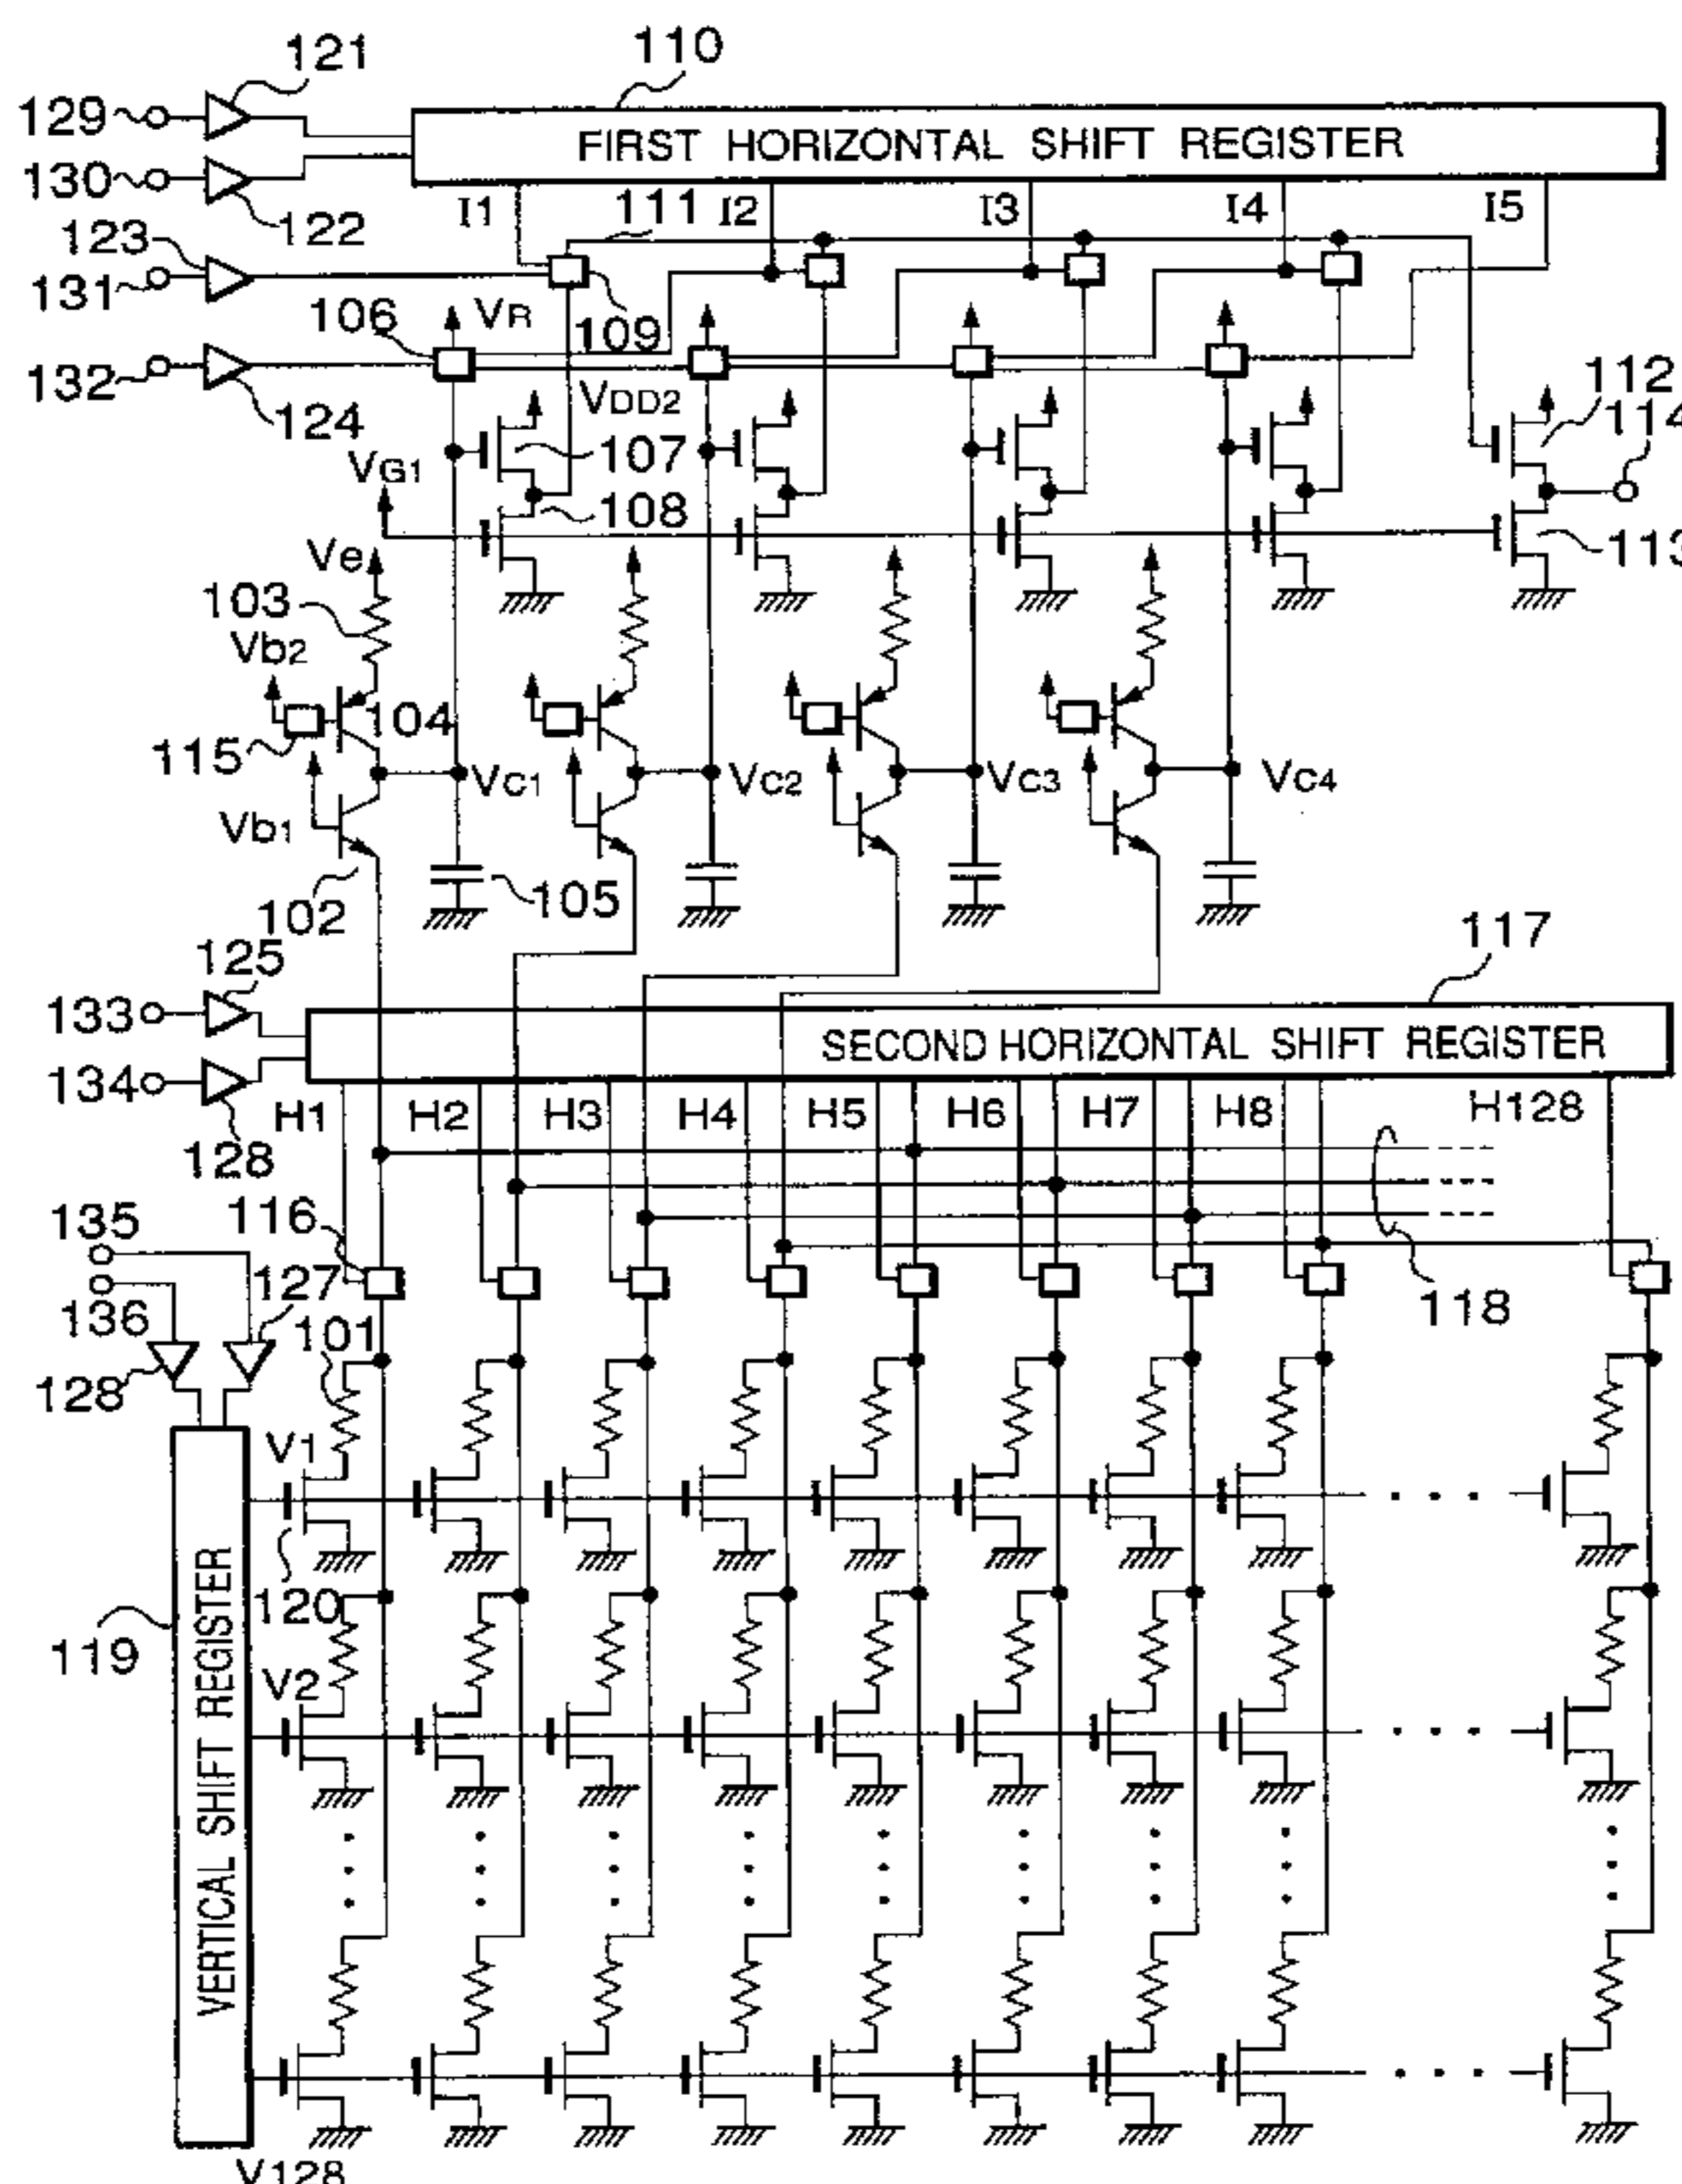 121
110
129
FIRST HORIZONTAL SHIFT REGISTER
130
122
I1
111
I2
I3
I4
I5
123
131
106
VR
109
132
124
VDD2
112
114
107
VG1
108
113
Ve
103
Vb2
104
115
VC1
VC2
VC3
VC4
Vb1
102
105
117
125
133
SECOND HORIZONTAL SHIFT REGISTER
134
H1
H2
H3
H4
H5
H6
H7
H8
H128
128
135
116
127
136
118
101
128
V1
120
119
VERTICAL SHIFT REGISTER
V2
V128